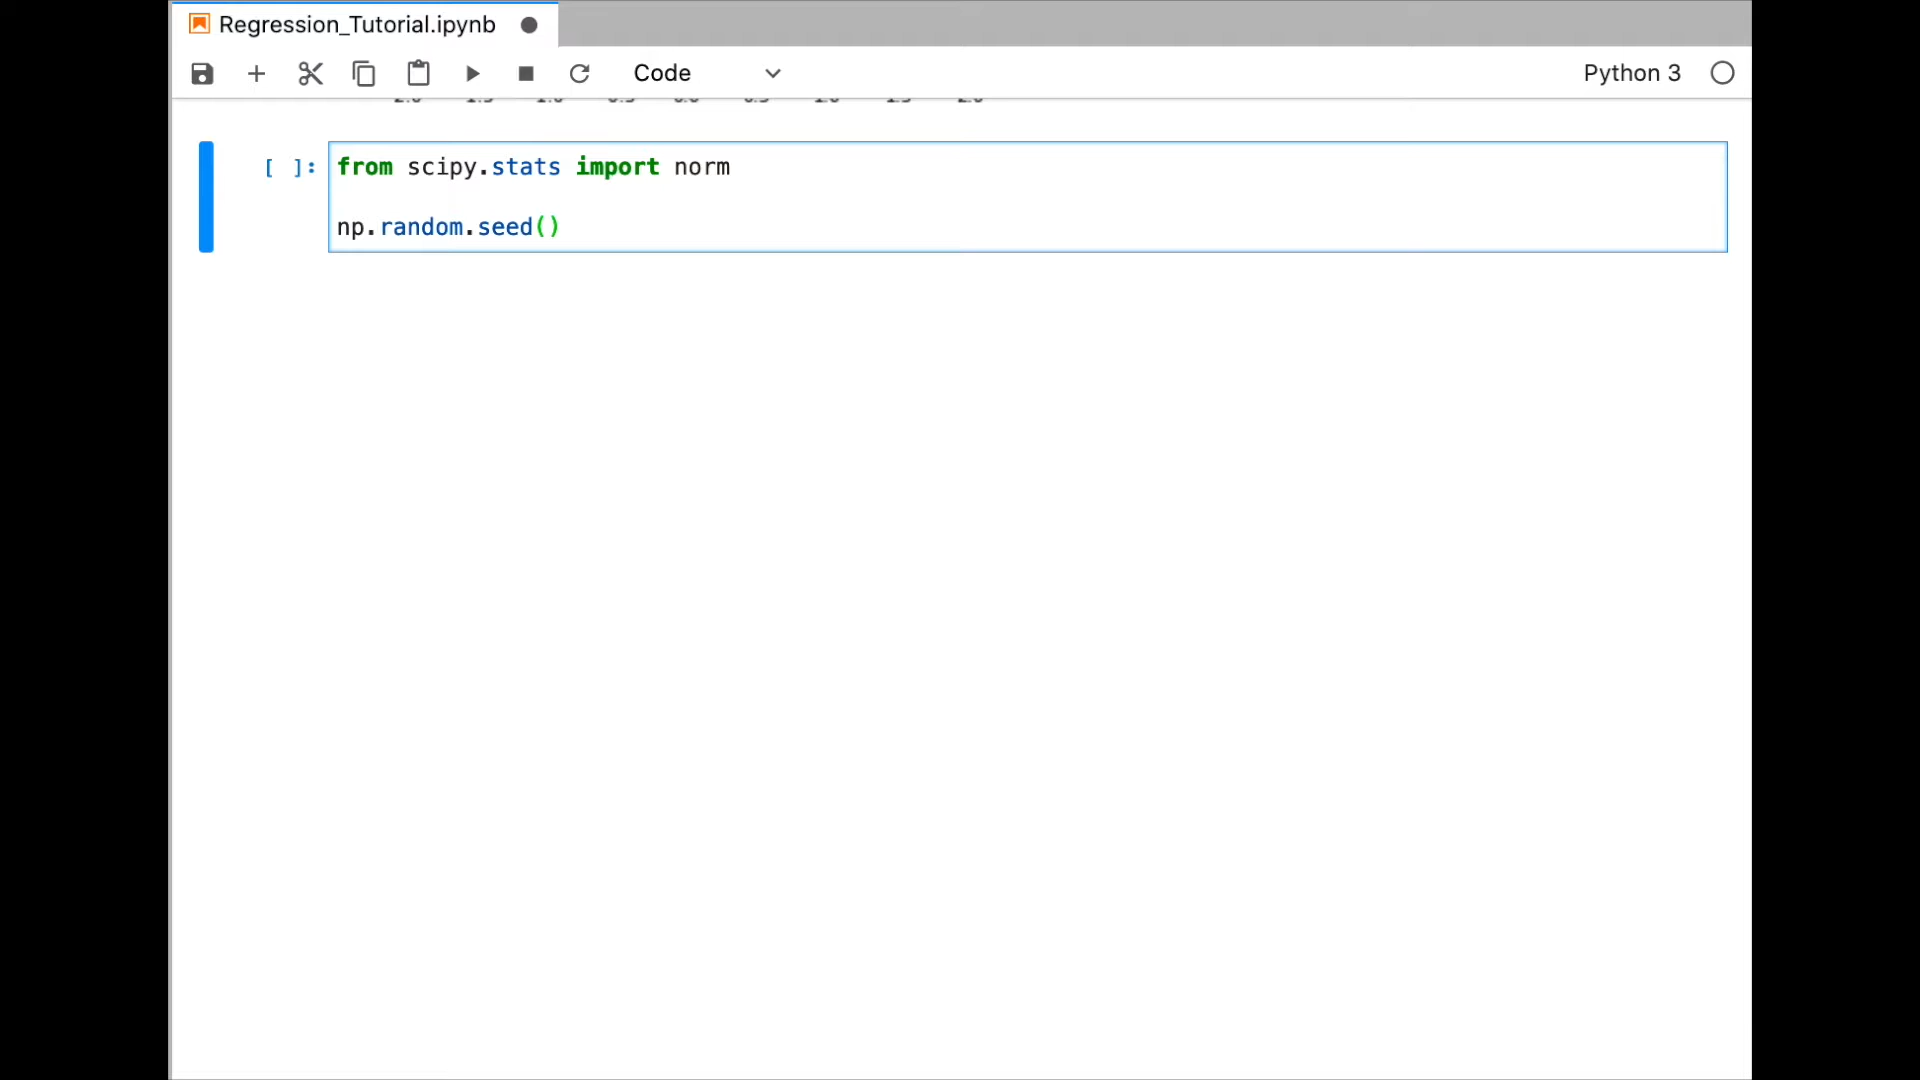 Regression_Tutorial.ipynb
Code
Python 3
[ ]:
from scipy.stats import norm
np.random.seed()